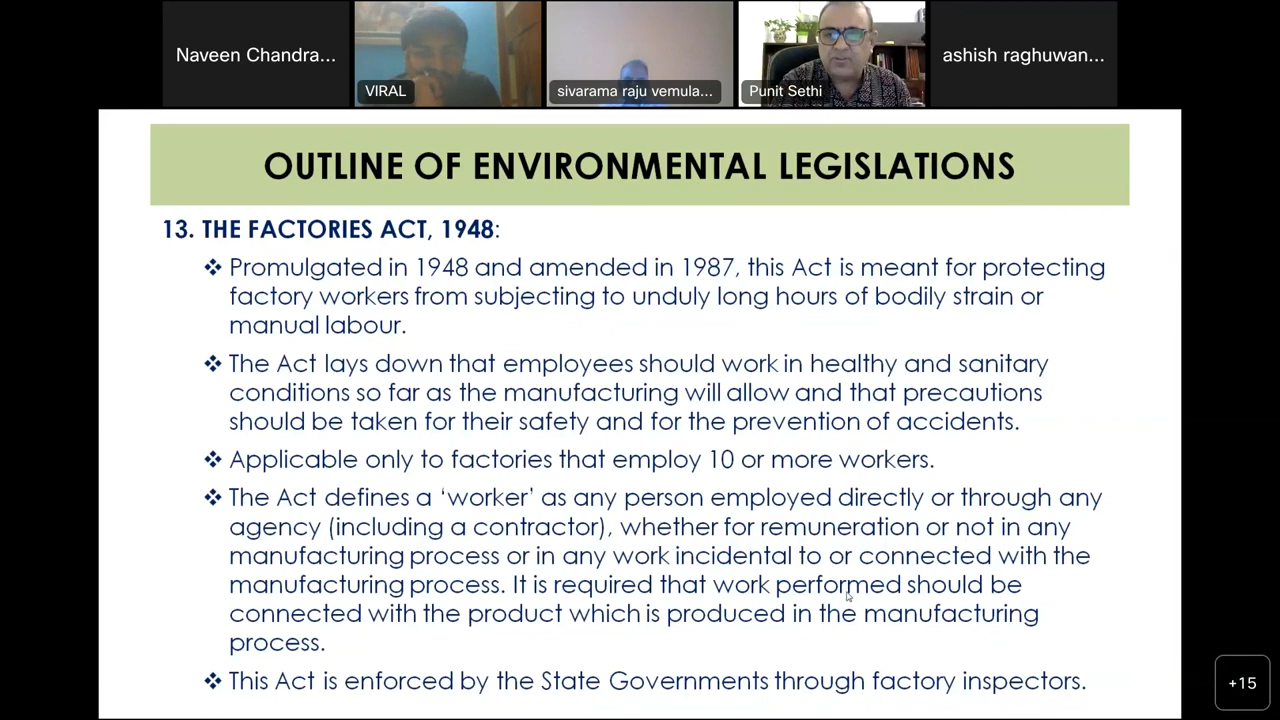 Naveen Chandra...
VIRAL
sivarama raju vemula...
Punit Sethi
ashish raghuwan...
OUTLINE OF ENVIRONMENTAL LEGISLATIONS
13. THE FACTORIES ACT, 1948:
❖ Promulgated in 1948 and amended in 1987, this Act is meant for protecting
factory workers from subjecting to unduly long hours of bodily strain or
manual labour.
❖ The Act lays down that employees should work in healthy and sanitary
conditions so far as the manufacturing will allow and that precautions
should be taken for their safety and for the prevention of accidents.
❖ Applicable only to factories that employ 10 or more workers.
❖ The Act defines a ‘worker’ as any person employed directly or through any
agency (including a contractor), whether for remuneration or not in any
manufacturing process or in any work incidental to or connected with the
manufacturing process. It is required that work performed should be
connected with the product which is produced in the manufacturing
process.
❖ This Act is enforced by the State Governments through factory inspectors.
+15